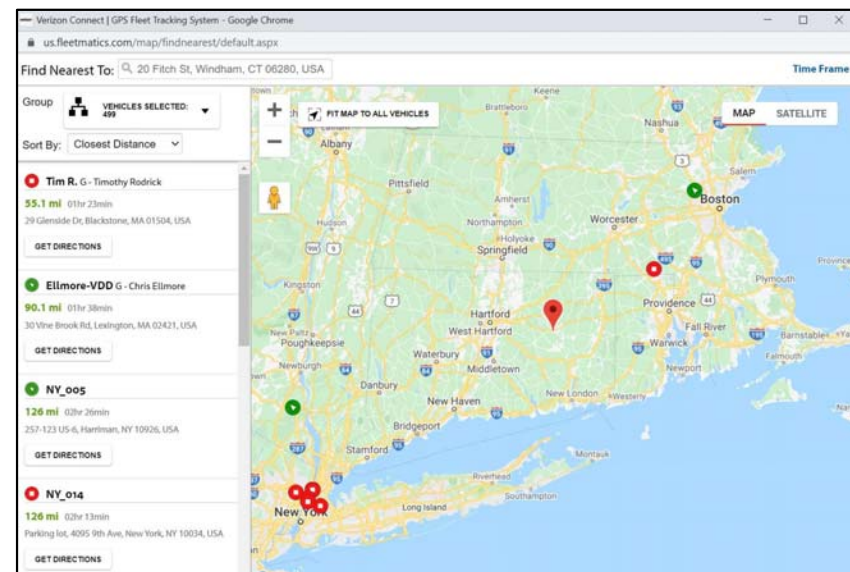 Verizon Connect | GPS Fleet Tracking System - Google Chrome
us.fleetmatics.com/map/findnearest/default.aspx
Find Nearest To: 20 Fitch St, Windham, CT 06280, USA
Time Frame
Group
VEHICLES SELECTED:
499
Sort By: Closest Distance
Tim R. G - Timothy Rodrick
55.1 mi 01hr 23min
29 Glenside Dr, Blackstone, MA 01504, USA
GET DIRECTIONS
Ellmore-VDD G - Chris Ellmore
90.1 mi 01hr 38min
30 Vine Brook Rd, Lexington, MA 02421, USA
GET DIRECTIONS
NY_005
126 mi 02hr 26min
257-123 US-6, Harriman, NY 10926, USA
GET DIRECTIONS
NY_014
126 mi 02hr 13min
Parking lot, 4095 9th Ave, New York, NY 10034, USA
GET DIRECTIONS
FIT MAP TO ALL VEHICLES
MAP SATELLITE
Keene
Brattleboro
Nashua
Albany
Salem
Pittsfield
Amherst
Boston
Hudson
Northampton
Worcester
Holyoke
Springfield
Plymouth
Province
Kingston
Providence
Hartford
New Paltz
West Hartford
Fall River
Poughkeepsie
Warwick
Barnstable
Waterbury
Falmouth
Newburgh
Middletown
Newport
Danbury
New London
Westerly
New Haven
Bridgeport
Stamford
Montauk
Riverhead
Southampton
New York
Long Island